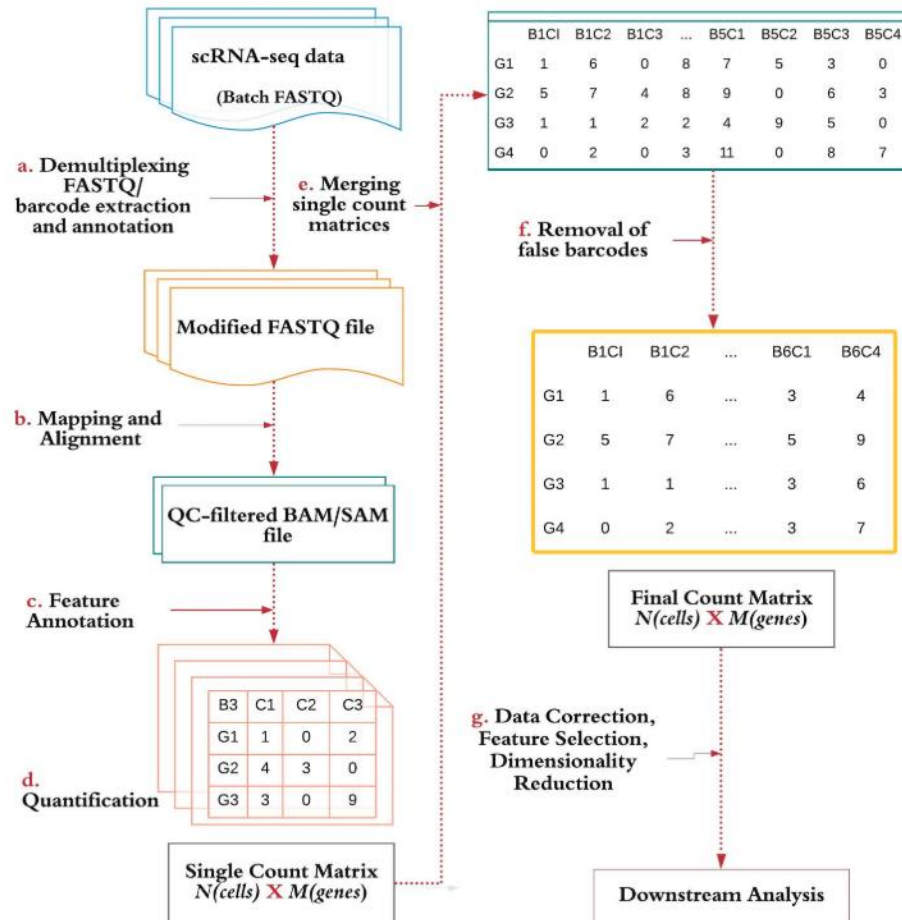 scRNA-seq data
(Batch FASTQ)
a. Demultiplexing
FASTQ/
barcode extraction
and annotation
Modified FASTQ file
b. Mapping and
Alignment
QC-filtered BAM/SAM
file
c. Feature
Annotation
B3 C1 C2 C3
G1 1 0 2
G2 4 3 0
G3 3 0 9
d.
Quantification
Single Count Matrix
N(cells) X M(genes)
e. Merging
single count
matrices
B1CI B1C2 B1C3 ... B5C1 B5C2 B5C3 B5C4
G1 1 6 0 8 7 5 3 0
G2 5 7 4 8 9 0 6 3
G3 1 1 2 2 4 9 5 0
G4 0 2 0 3 11 0 8 7
f. Removal of
false barcodes
B1CI B1C2 ... B6C1 B6C4
G1 1 6 ... 3 4
G2 5 7 ... 5 9
G3 1 1 ... 3 6
G4 0 2 ... 3 7
Final Count Matrix
N(cells) X M(genes)
g. Data Correction,
Feature Selection,
Dimensionality
Reduction
Downstream Analysis